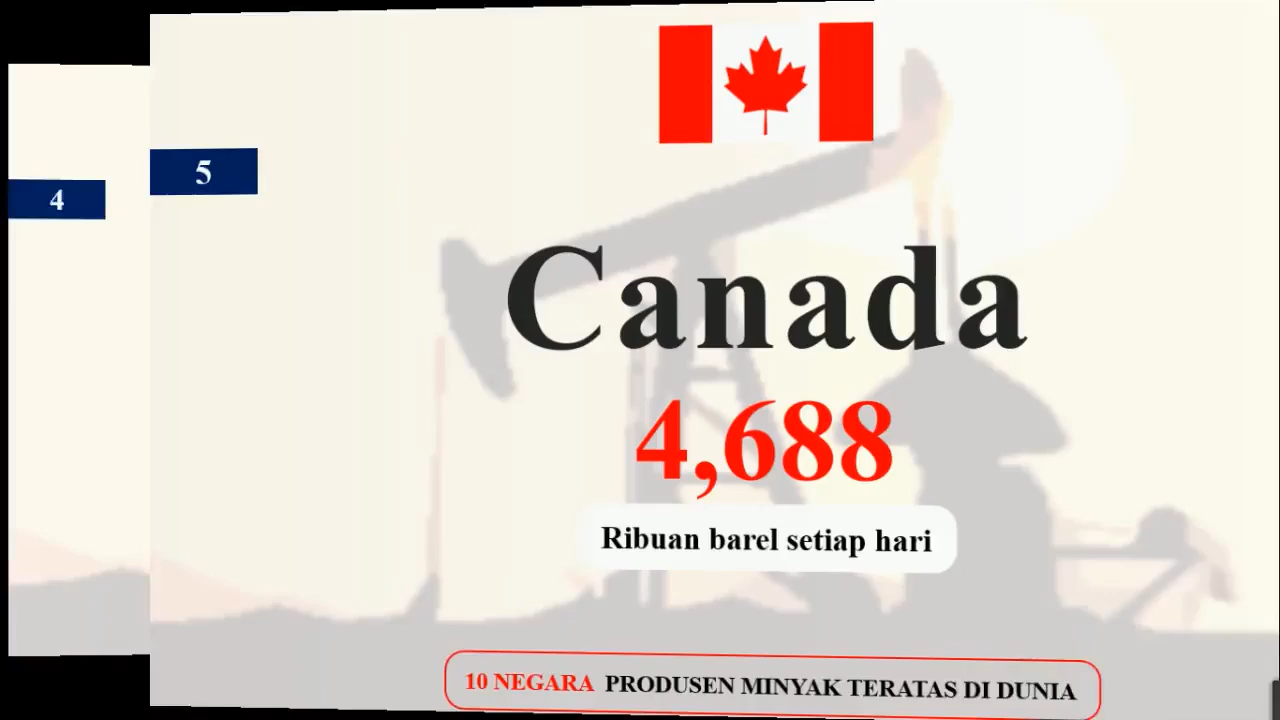 4
5
Canada
4,688
Ribuan barel setiap hari
10 NEGARA PRODUSEN MINYAK TERATAS DI DUNIA